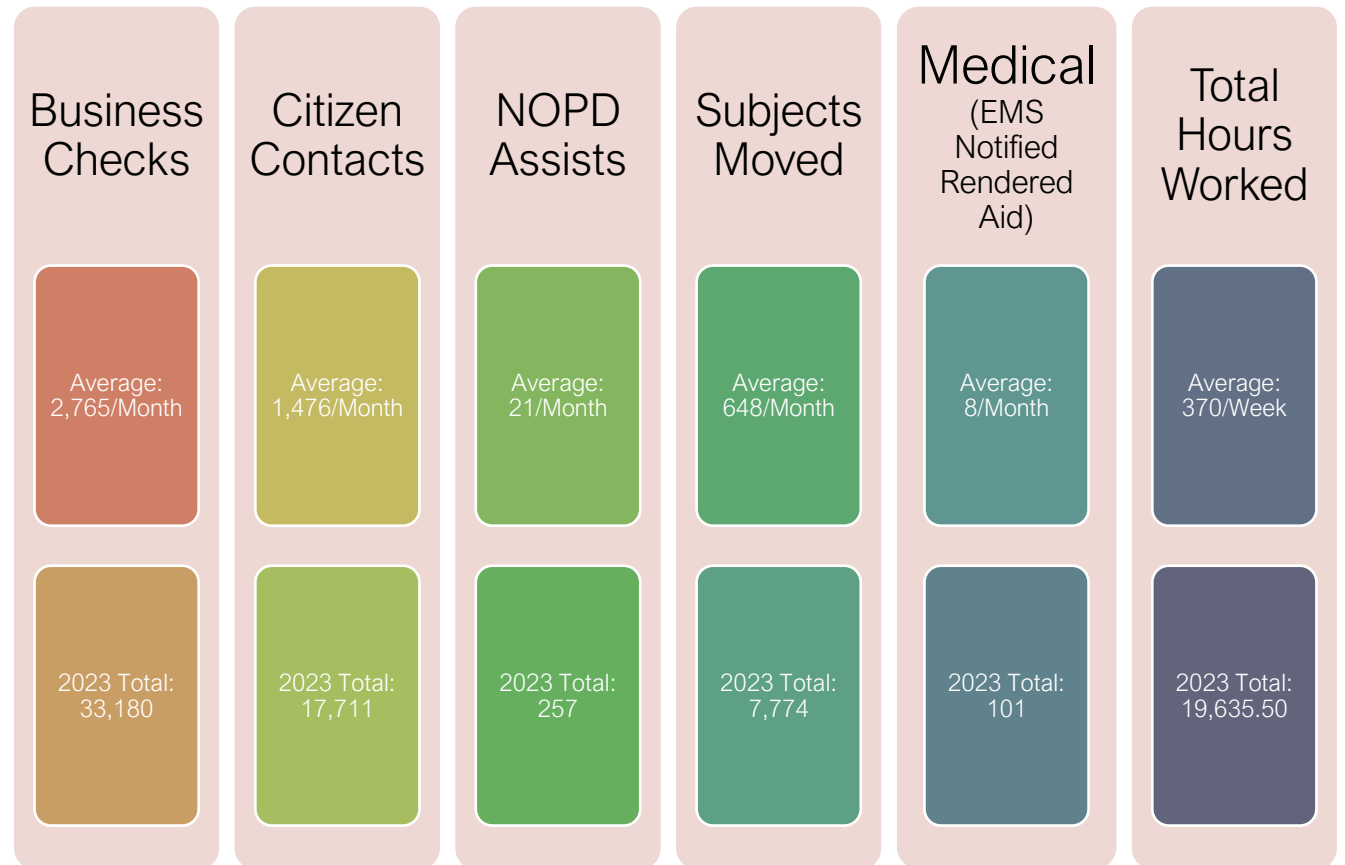 Business
Checks
Average:
2,765/Month
2023 Total:
33,180
Citizen
Contacts
Average:
1,476/Month
2023 Total:
17,711
NOPD
Assists
Average:
21/Month
2023 Total:
257
Subjects
Moved
Average:
648/Month
2023 Total:
7,774
Medical
(EMS
Notified
Rendered
Aid)
Average:
8/Month
2023 Total:
101
Total
Hours
Worked
Average:
370/Week
2023 Total:
19,635.50